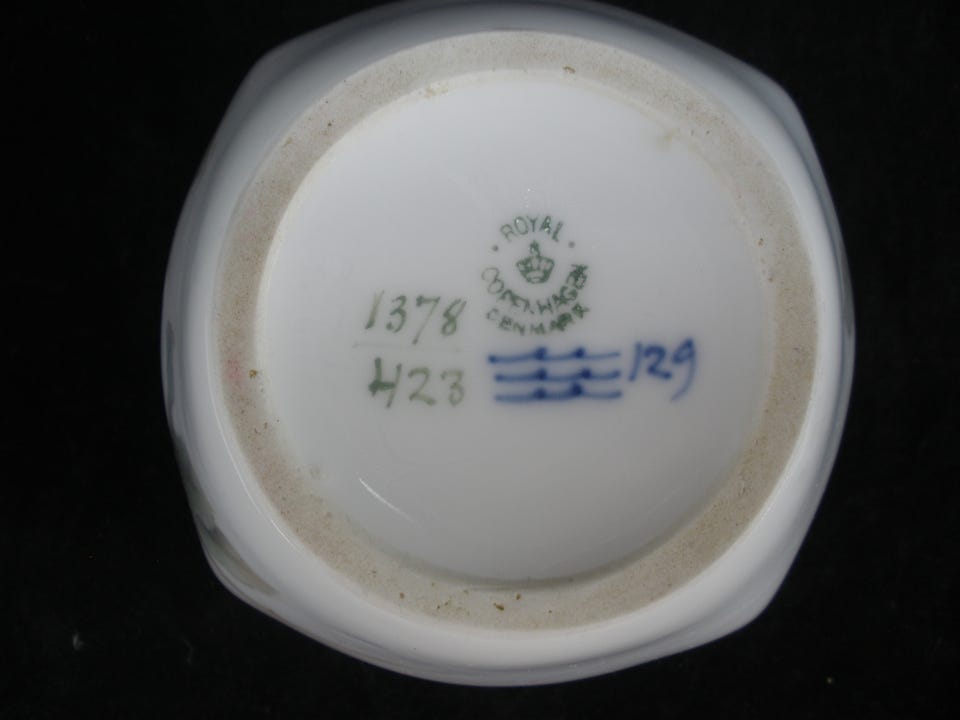 ROYAL
COPENHAGEN
DENMARK
1378
423
129